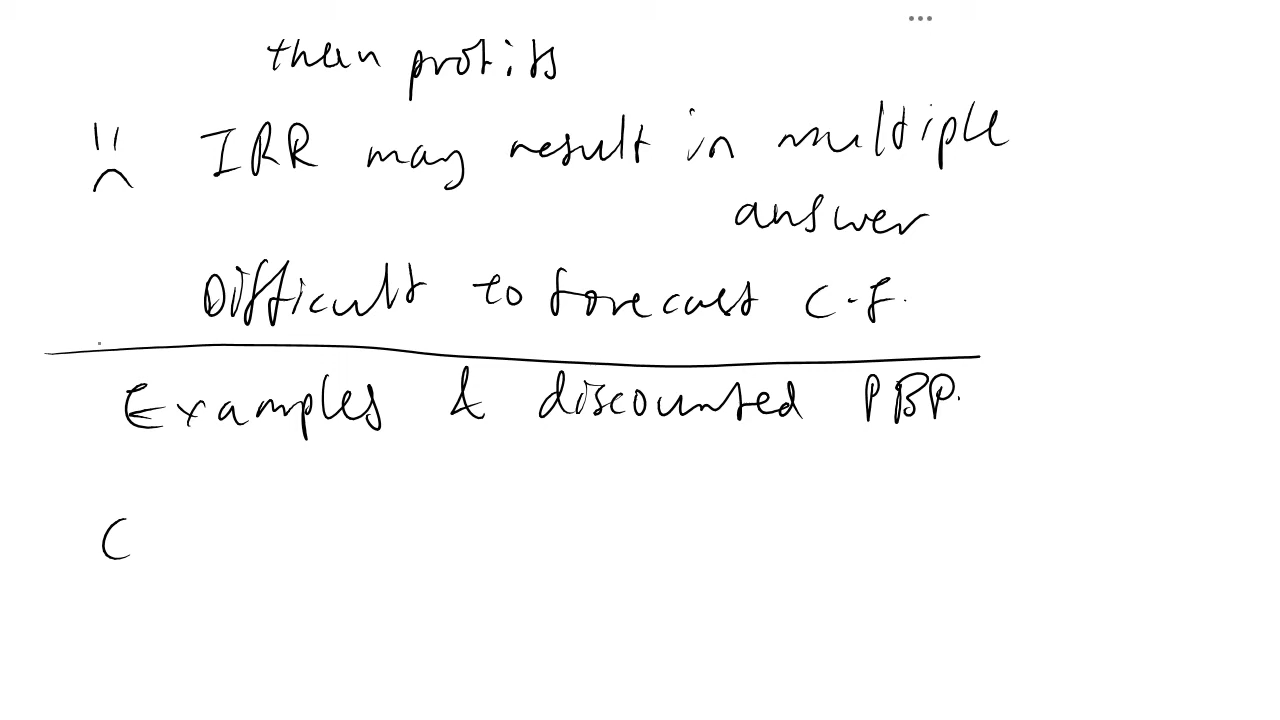 then profits
IRR may result in multiple
answer
Difficult to forecast C.F.
Examples & discounted PBP.
C